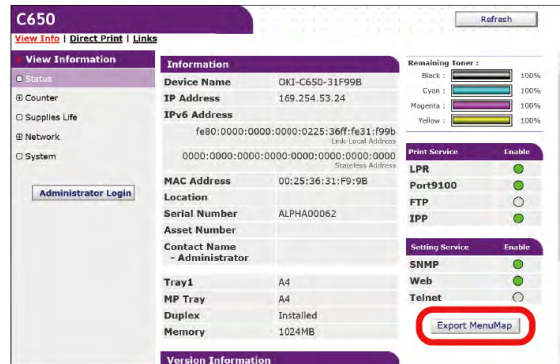 C650
Refresh
View Info | Direct Print | Links
View Information
Status
Counter
Supplies Life
Network
System
Administrator Login
Information
Device Name OKI-C650-31F99B
IP Address 169.254.53.24
IPv6 Address
fe80:0000:0000:0000:0225:36ff:fe31:f99b
Link-Local Address
0000:0000:0000:0000:0000:0000:0000:0000
Stateless Address
MAC Address 00:25:36:31:F9:9B
Location
Serial Number ALPHA00062
Asset Number
Contact Name
- Administrator
Tray1 A4
MP Tray A4
Duplex Installed
Memory 1024MB
Version Information
Remaining Toner :
Black : 100%
Cyan : 100%
Magenta : 100%
Yellow : 100%
Print Service Enable
LPR
Port9100
FTP
IPP
Setting Service Enable
SNMP
Web
Telnet
Export MenuMap